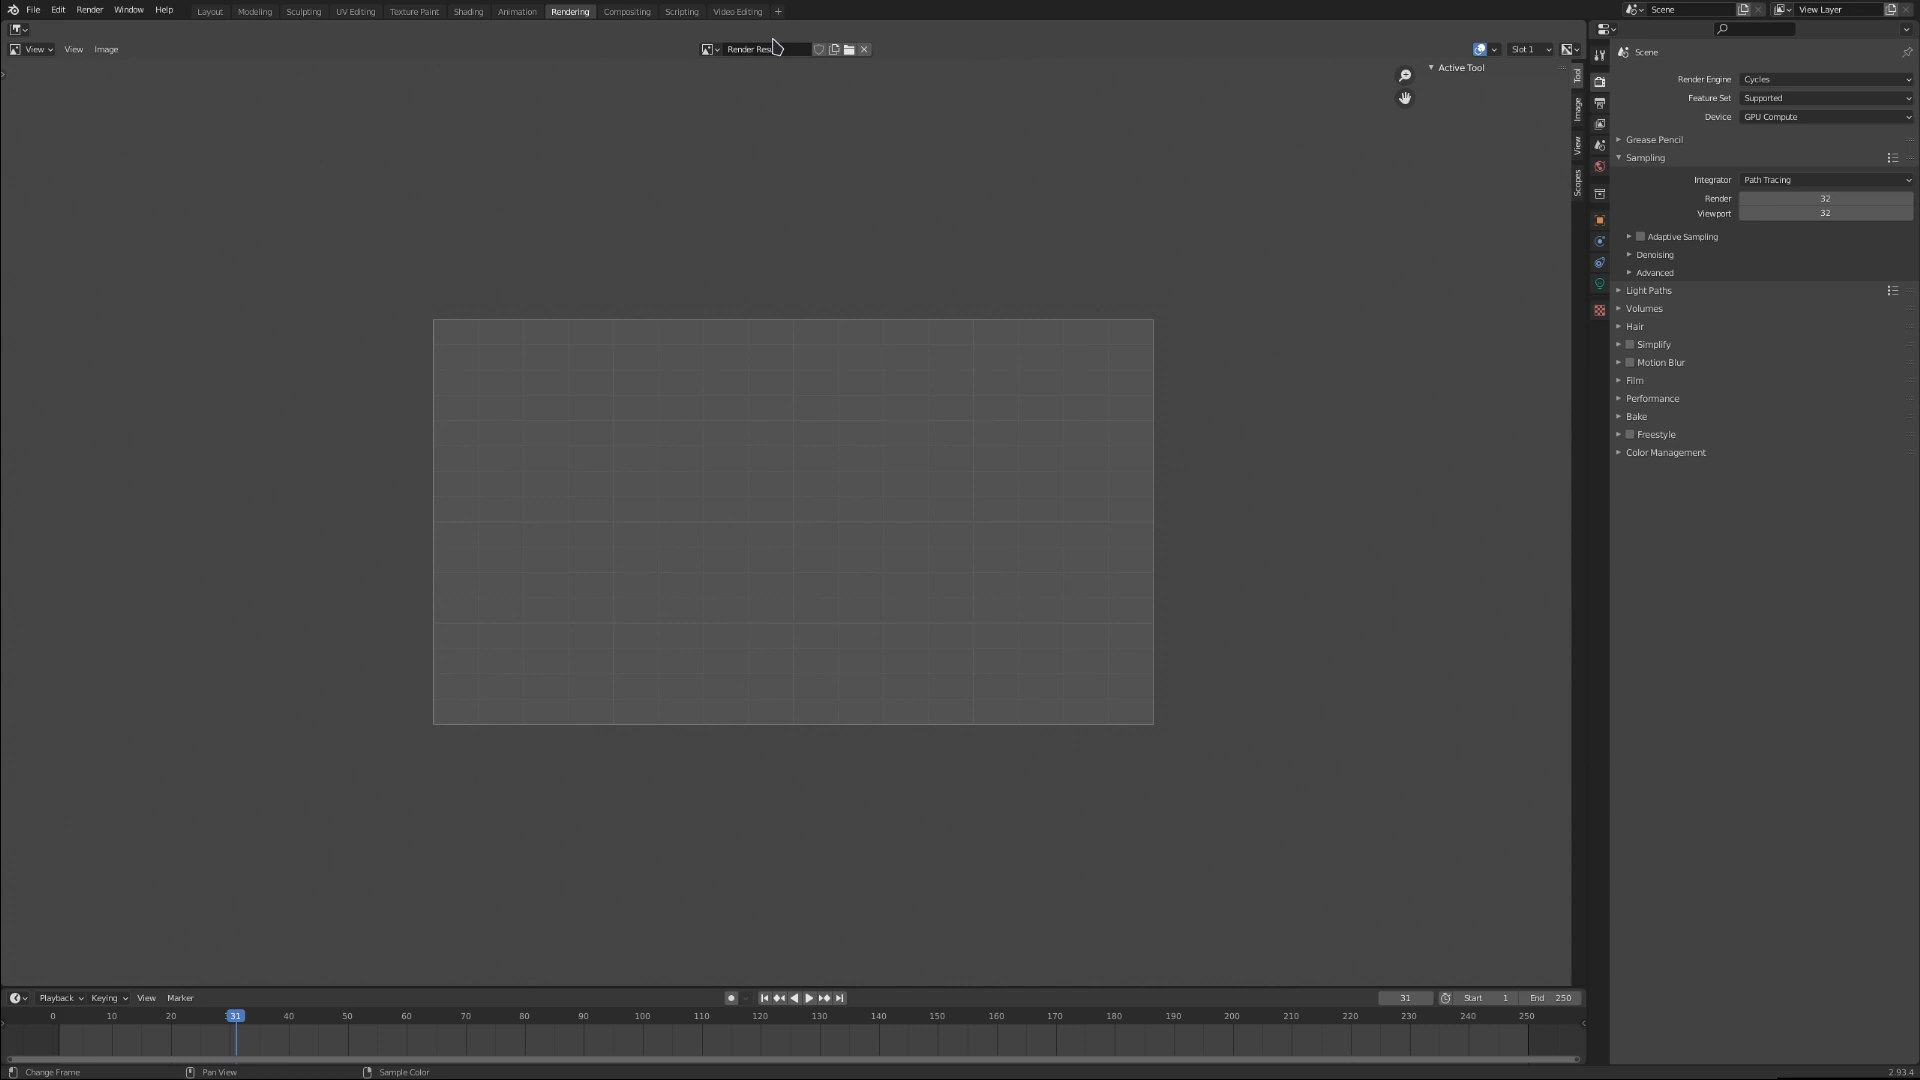 File Edit Render Window Help Layout Modeling Sculpting UV Editing Texture Paint Shading Animation Rendering Compositing Scripting Video Editing + Scene View Layer
View View Image Render Slot 1
Active Tool
Tool
Image
View
Scopes
Scene
Render Engine Cycles
Feature Set Supported
Device GPU Compute
Grease Pencil
Sampling
Integrator Path Tracing
Render 32
Viewport 32
Adaptive Sampling
Denoising
Advanced
Light Paths
Volumes
Hair
Simplify
Motion Blur
Film
Performance
Bake
Freestyle
Color Management
Playback Keying View Marker 31 Start 1 End 250
0 10 20 31 40 50 60 70 80 90 100 110 120 130 140 150 160 170 180 190 200 210 220 230 240 250
Change Frame Pan View Sample Color 2.93.4